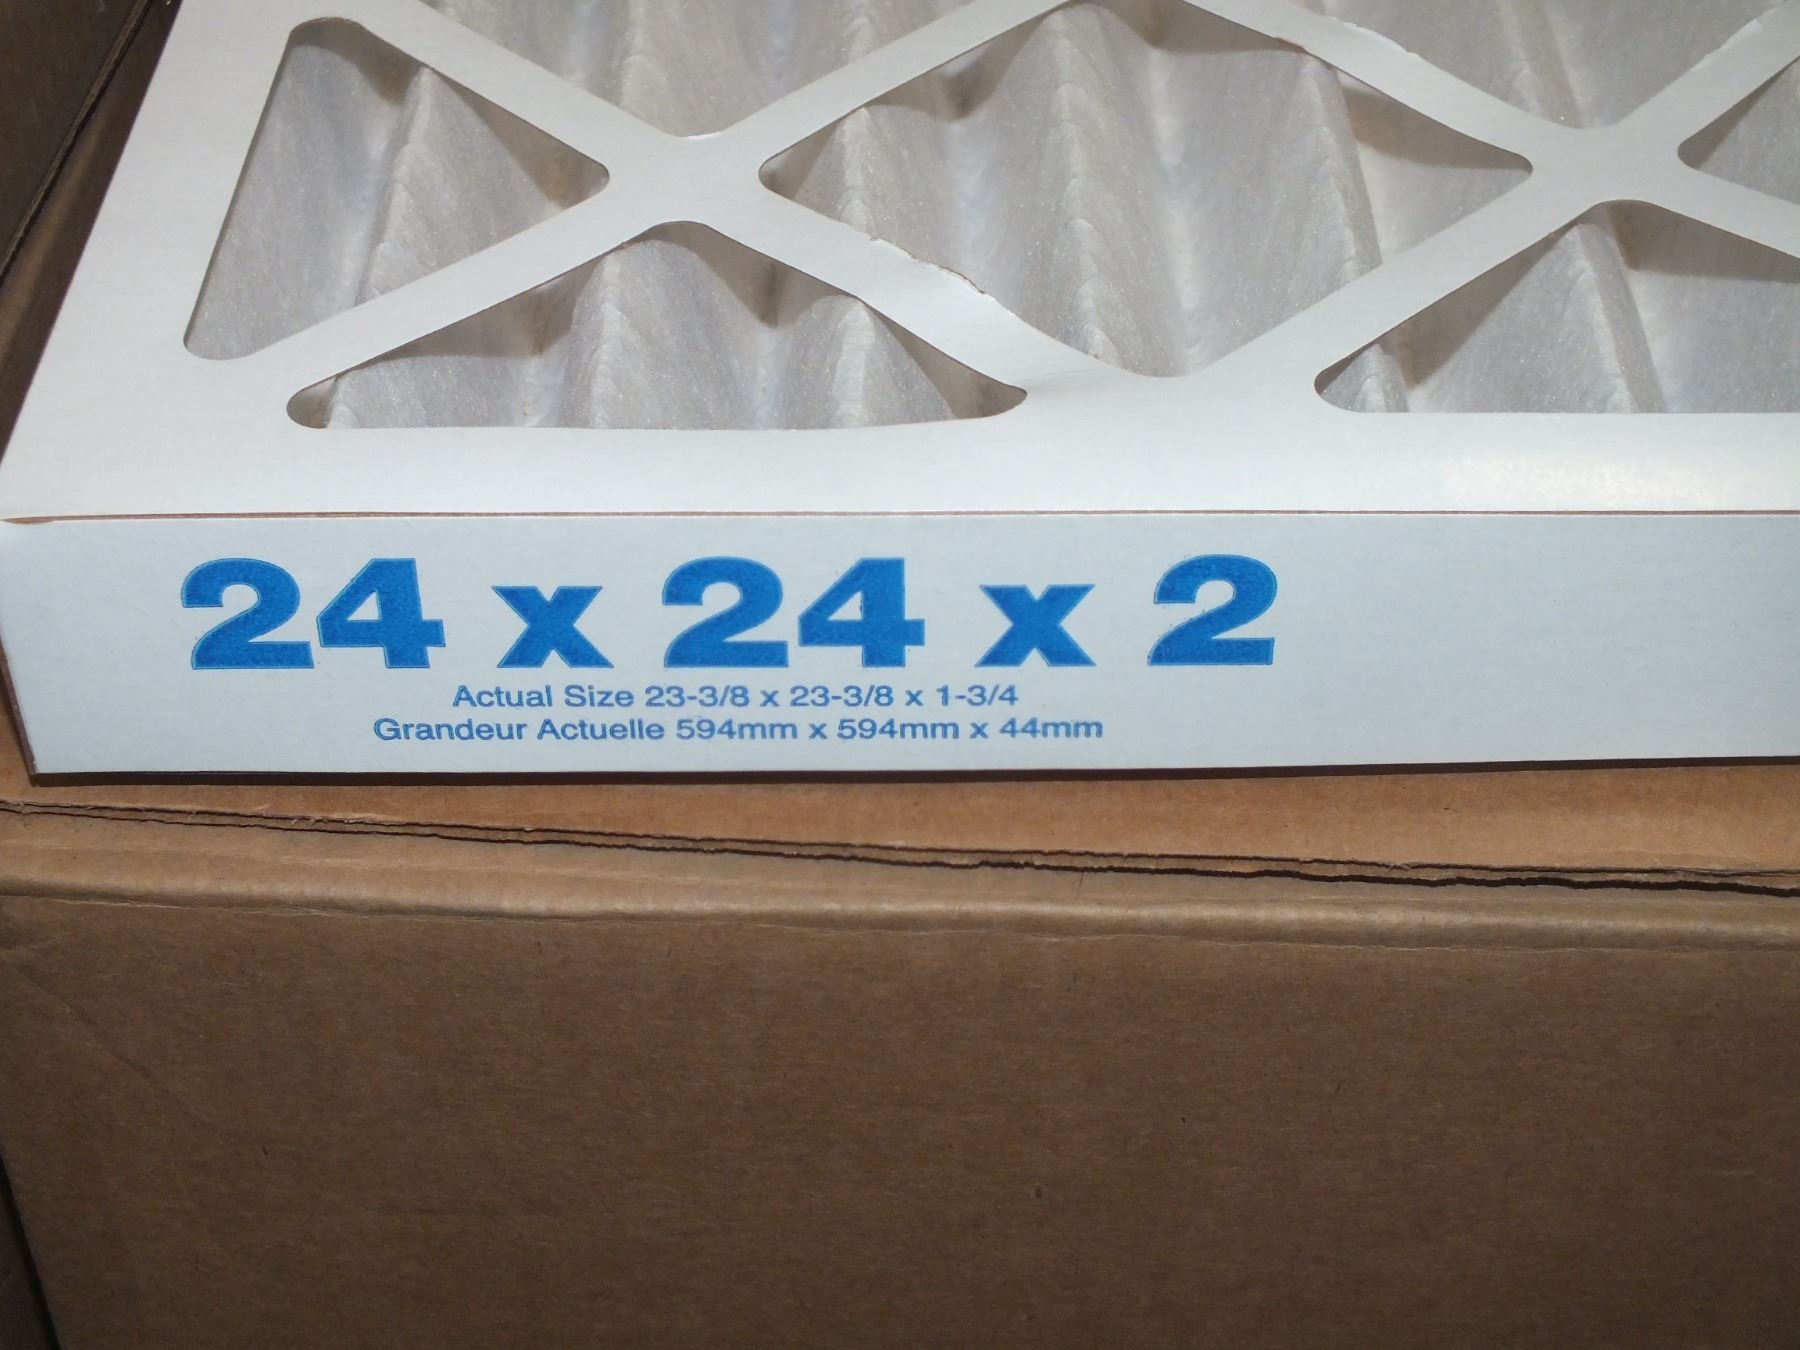 24 x 24 x 2
Actual Size 23-3/8 x 23-3/8 x 1-3/4
Grandeur Actuelle 594mm x 594mm x 44mm